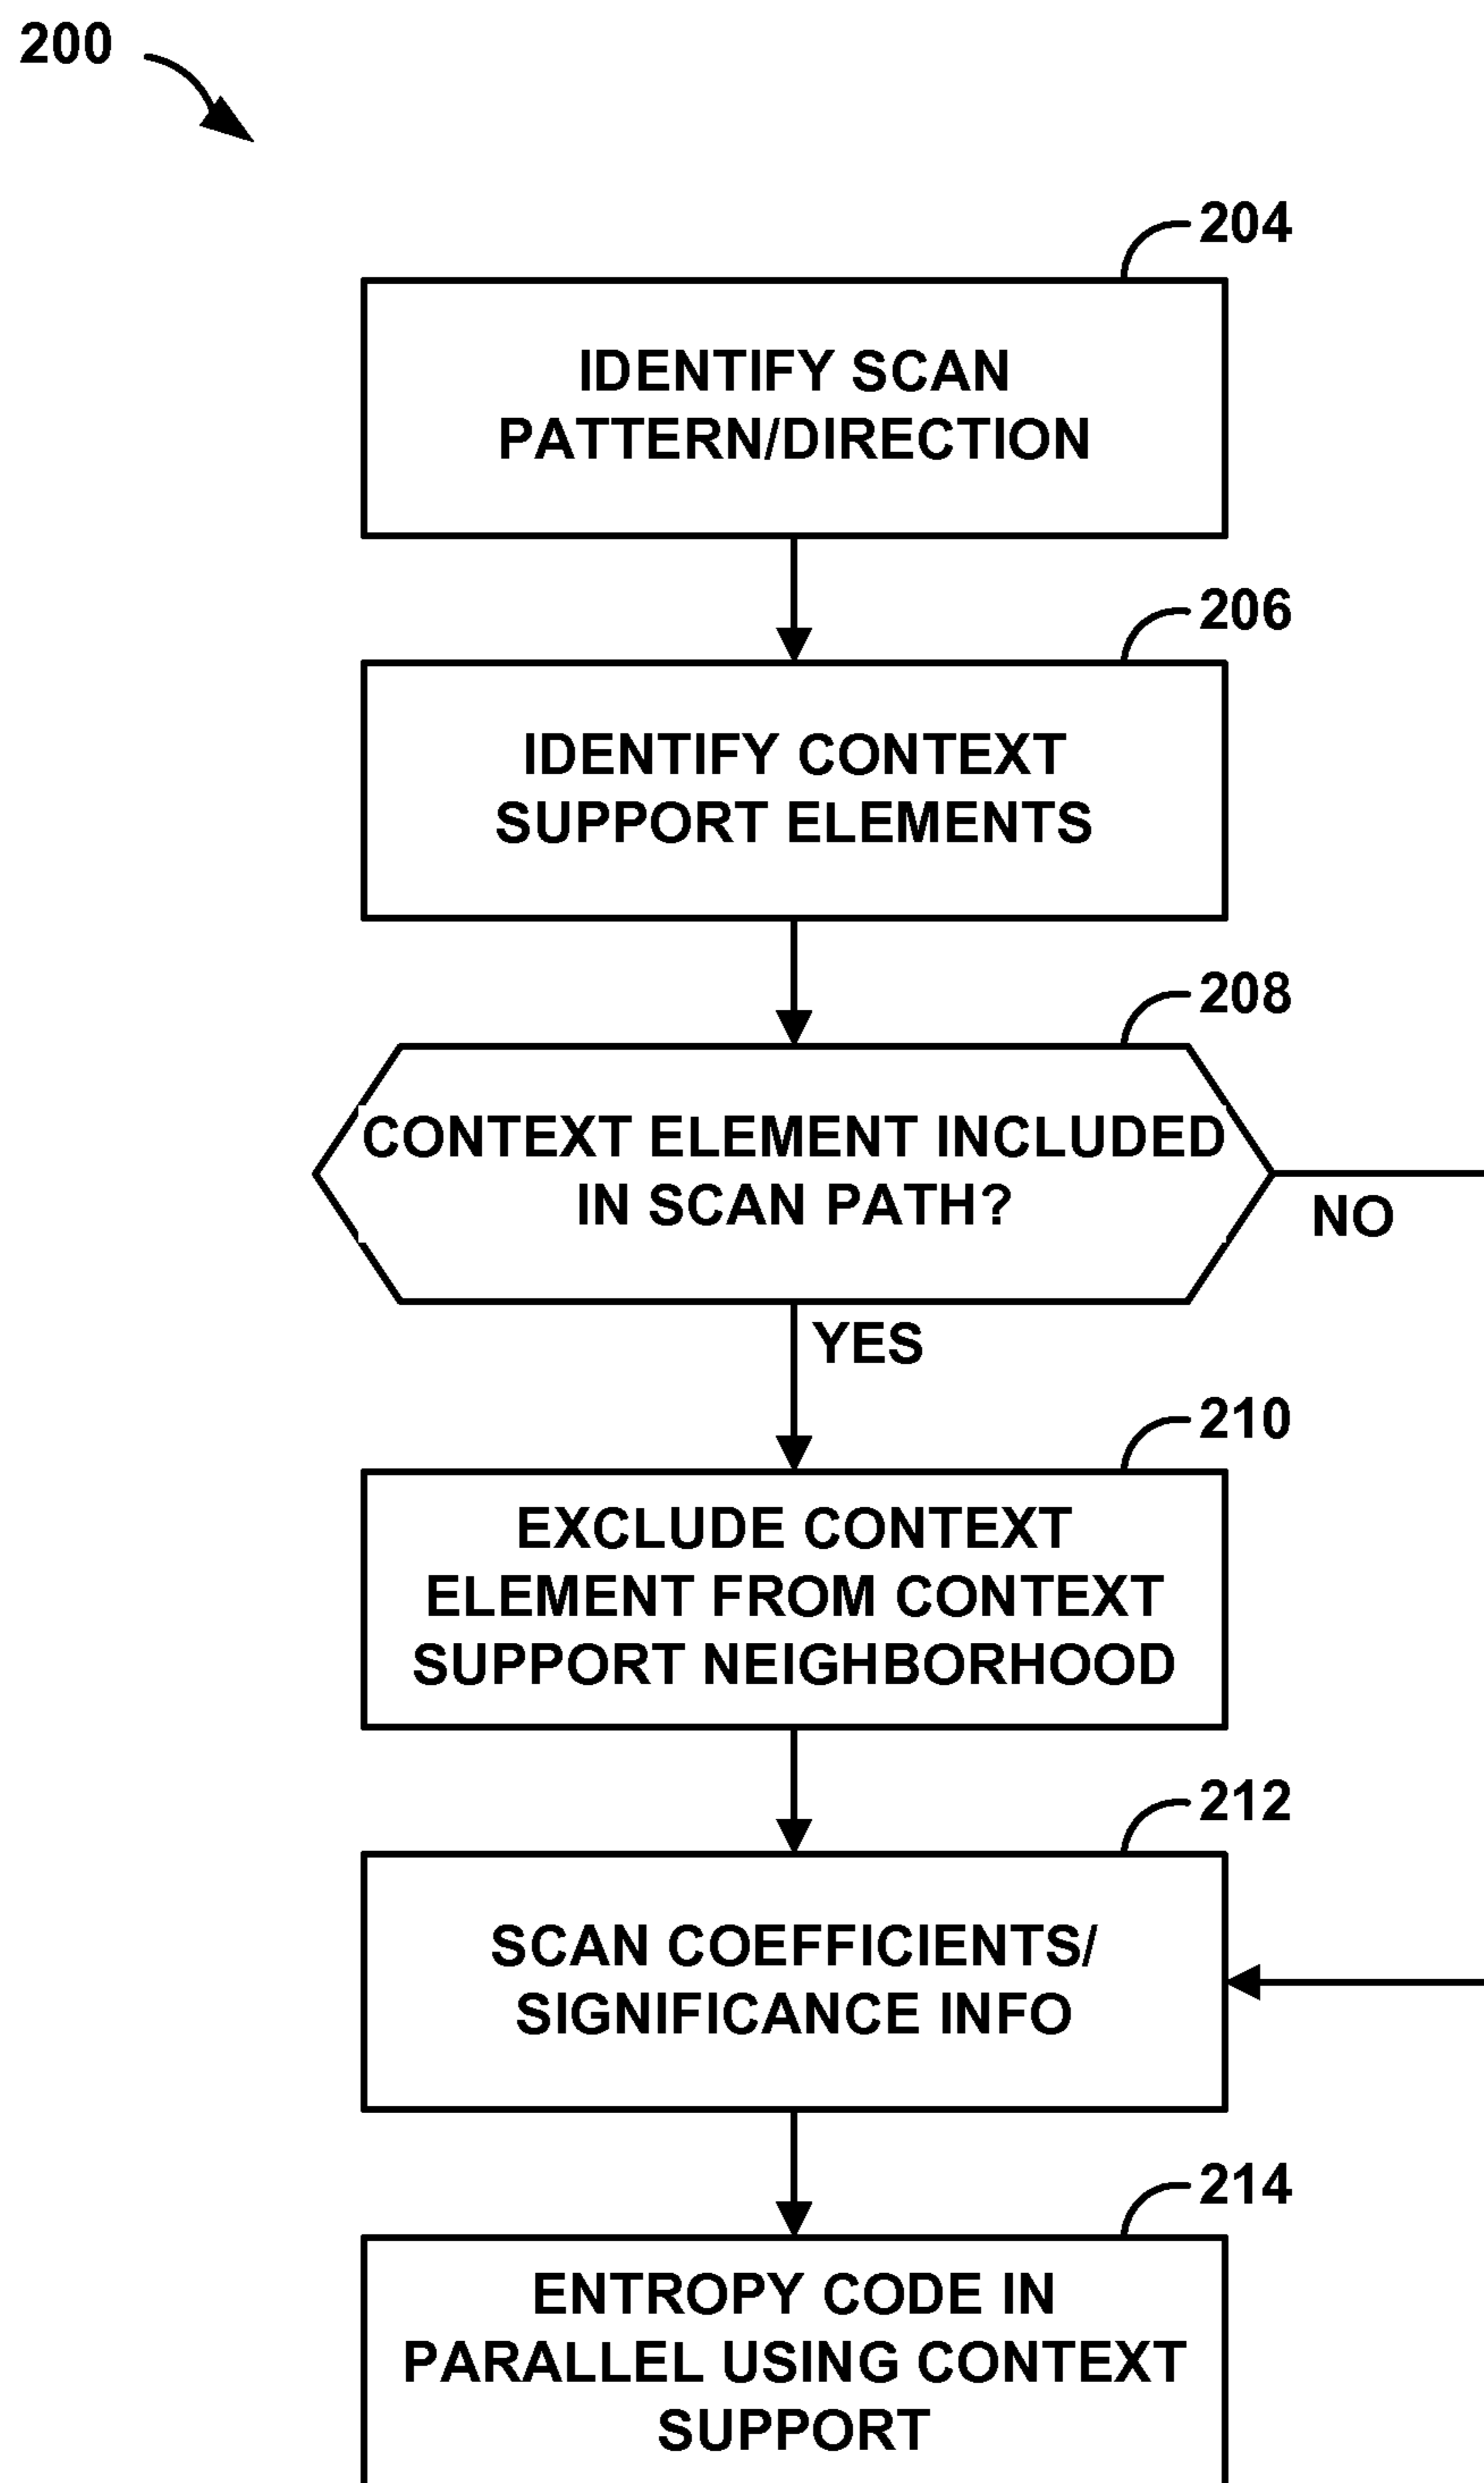 200
204
IDENTIFY SCAN
PATTERN/DIRECTION
206
IDENTIFY CONTEXT
SUPPORT ELEMENTS
208
CONTEXT ELEMENT INCLUDED
IN SCAN PATH?
NO
YES
210
EXCLUDE CONTEXT
ELEMENT FROM CONTEXT
SUPPORT NEIGHBORHOOD
212
SCAN COEFFICIENTS/
SIGNIFICANCE INFO
214
ENTROPY CODE IN
PARALLEL USING CONTEXT
SUPPORT